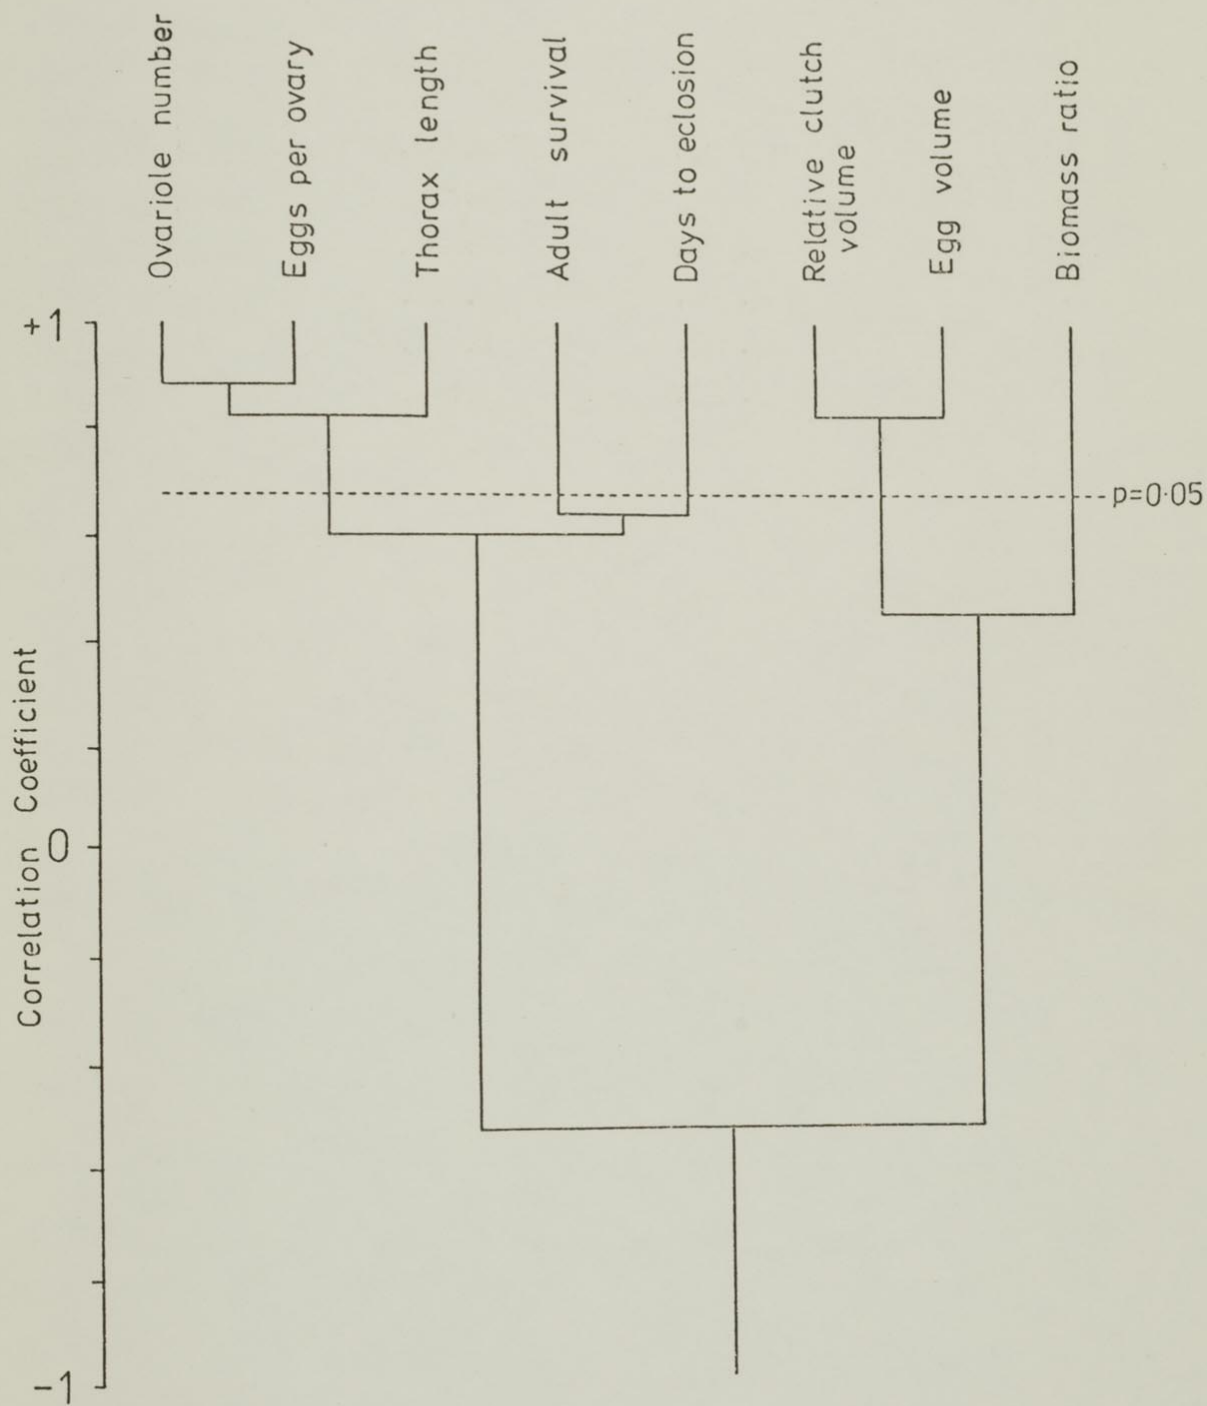 Ovariole number
Eggs per ovary
Thorax length
Adult survival
Days to eclosion
Relative clutch
volume
Egg volume
Biomass ratio
+1
p=0·05
Correlation Coefficient
0
-1